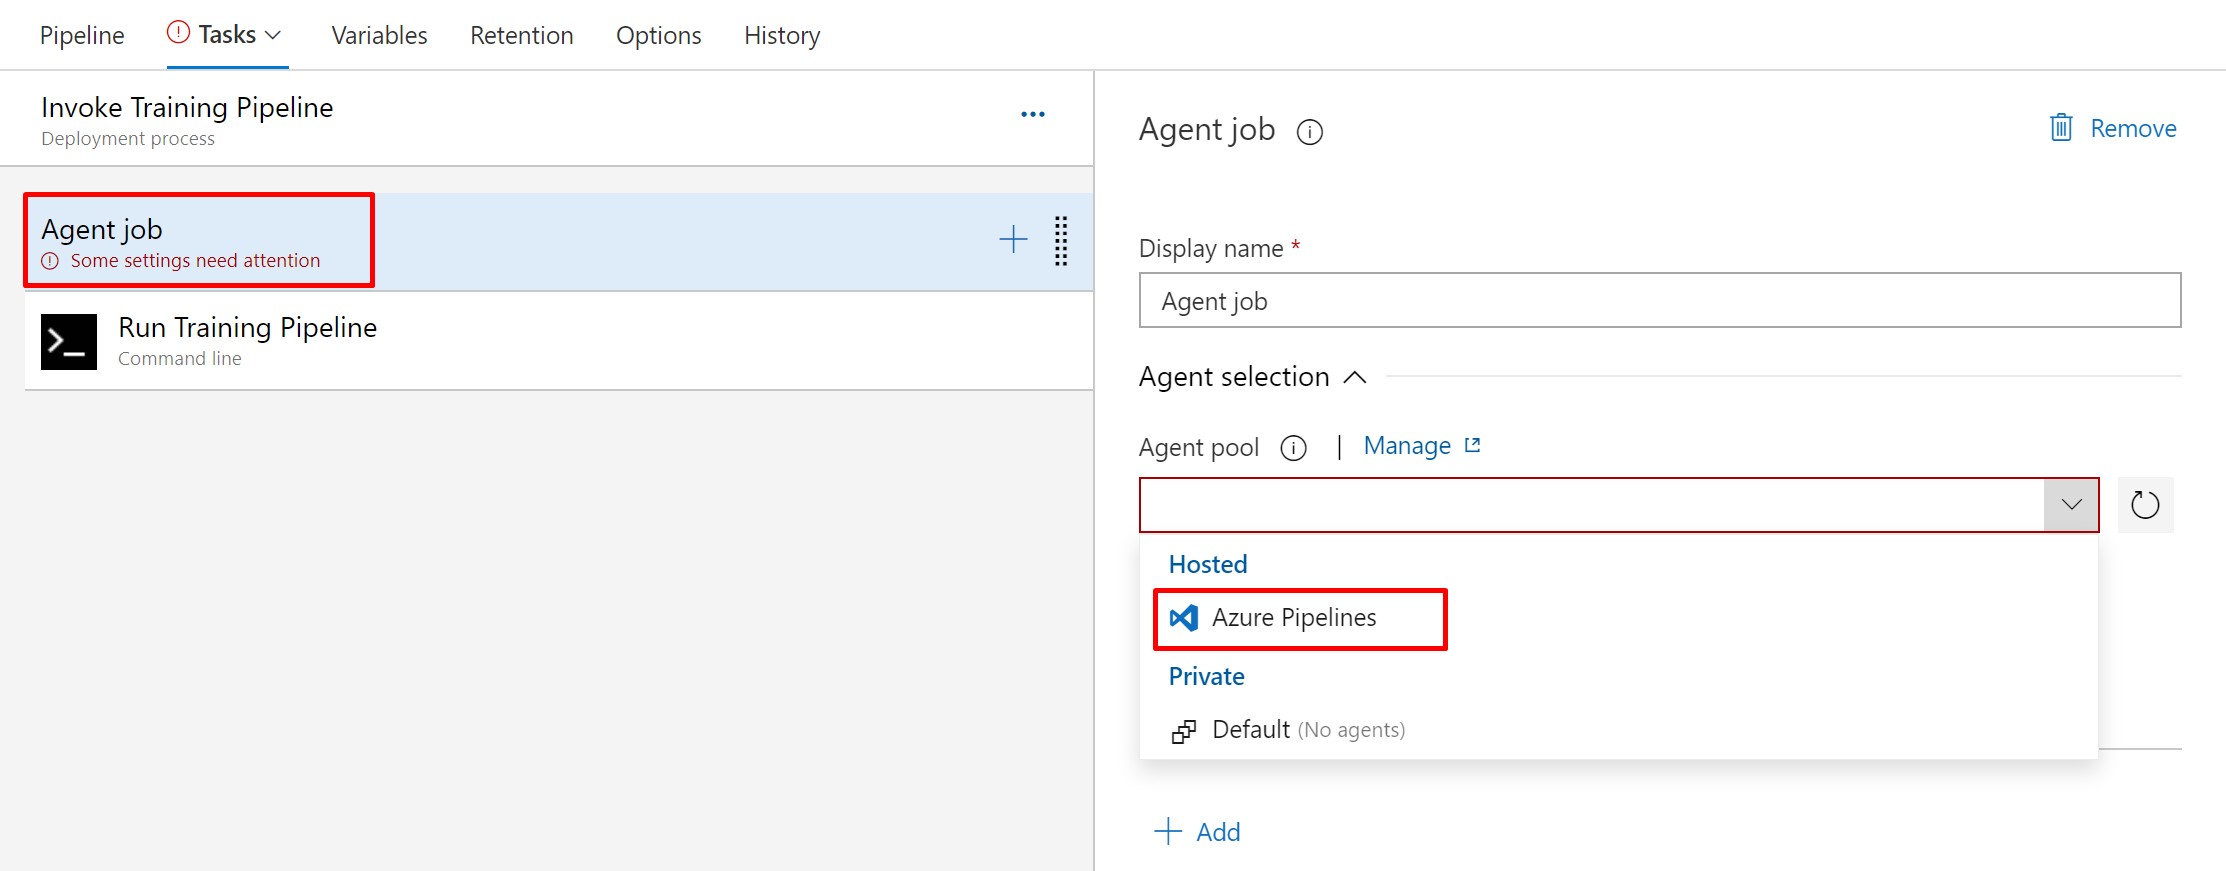 Pipeline Tasks Variables Retention Options History
Invoke Training Pipeline
Deployment process
Agent job
Some settings need attention
Run Training Pipeline
Command line
Agent job
Remove
Display name *
Agent job
Agent selection
Agent pool | Manage
Hosted
Azure Pipelines
Private
Default (No agents)
Add